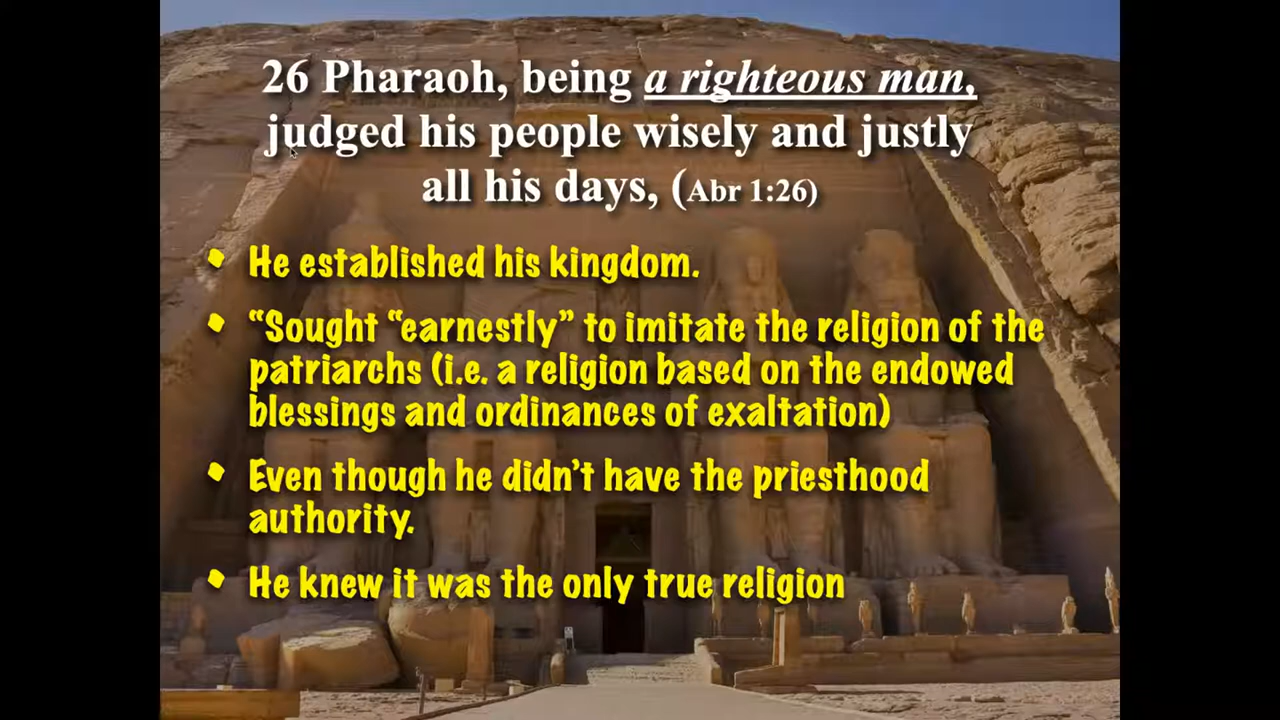 26 Pharaoh, being a righteous man,
judged his people wisely and justly
all his days, (Abr 1:26)
• He established his kingdom.
• “Sought “earnestly” to imitate the religion of the
patriarchs (i.e. a religion based on the endowed
blessings and ordinances of exaltation)
• Even though he didn’t have the priesthood
authority.
• He knew it was the only true religion